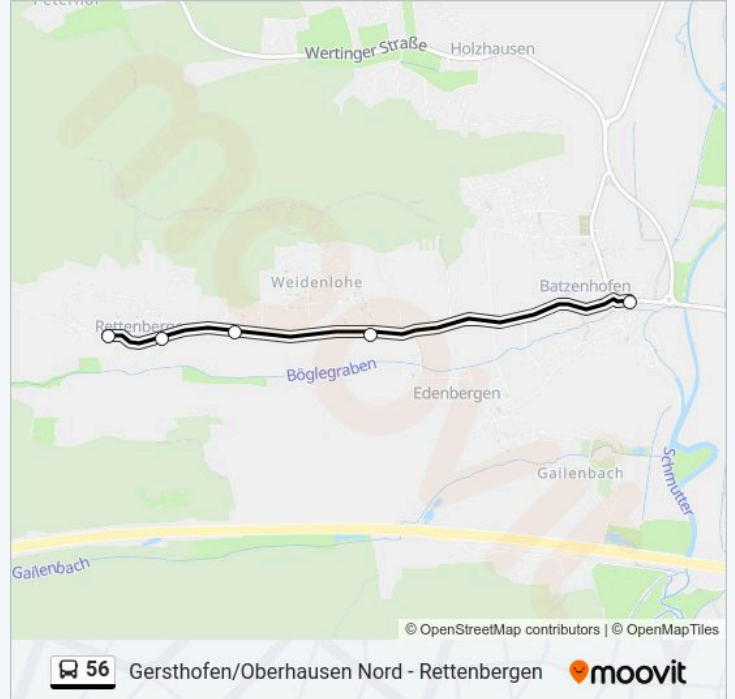 Wertinger Straße
Holzhausen
Weidenlohe
Batzenhofen
Rettenbergen
Böglegraben
Edenbergen
Gailenbach
Schmutter
Gailenbach
© OpenStreetMap contributors | © OpenMapTiles
56 Gersthofen/Oberhausen Nord - Rettenbergen moovit
moovit